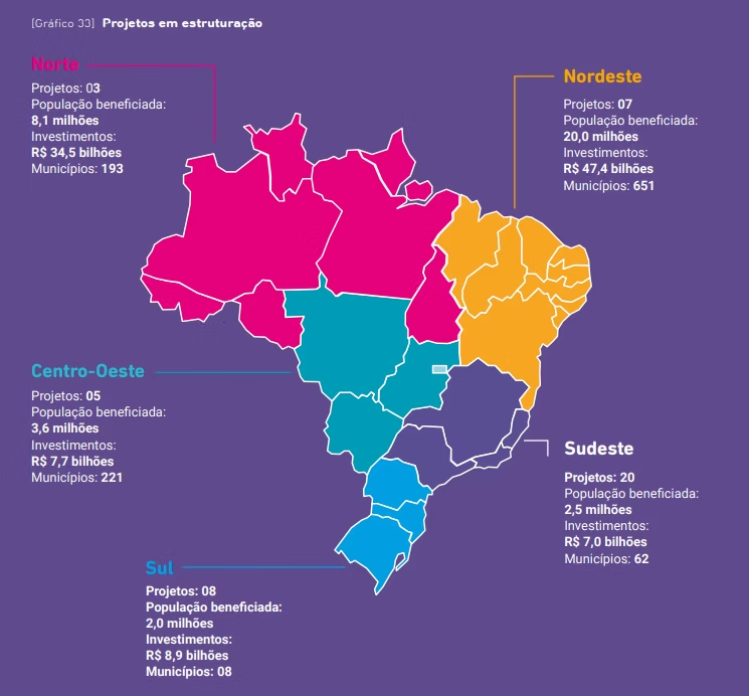 [Gráfico 33] Projetos em estruturação
Norte
Projetos: 03
População beneficiada:
8,1 milhões
Investimentos:
R$ 34,5 bilhões
Municípios: 193
Nordeste
Projetos: 07
População beneficiada:
20,0 milhões
Investimentos:
R$ 47,4 bilhões
Municípios: 651
Centro-Oeste
Projetos: 05
População beneficiada:
3,6 milhões
Investimentos:
R$ 7,7 bilhões
Municípios: 221
Sudeste
Projetos: 20
População beneficiada:
2,5 milhões
Investimentos:
R$ 7,0 bilhões
Municípios: 62
Sul
Projetos: 08
População beneficiada:
2,0 milhões
Investimentos:
R$ 8,9 bilhões
Municípios: 08